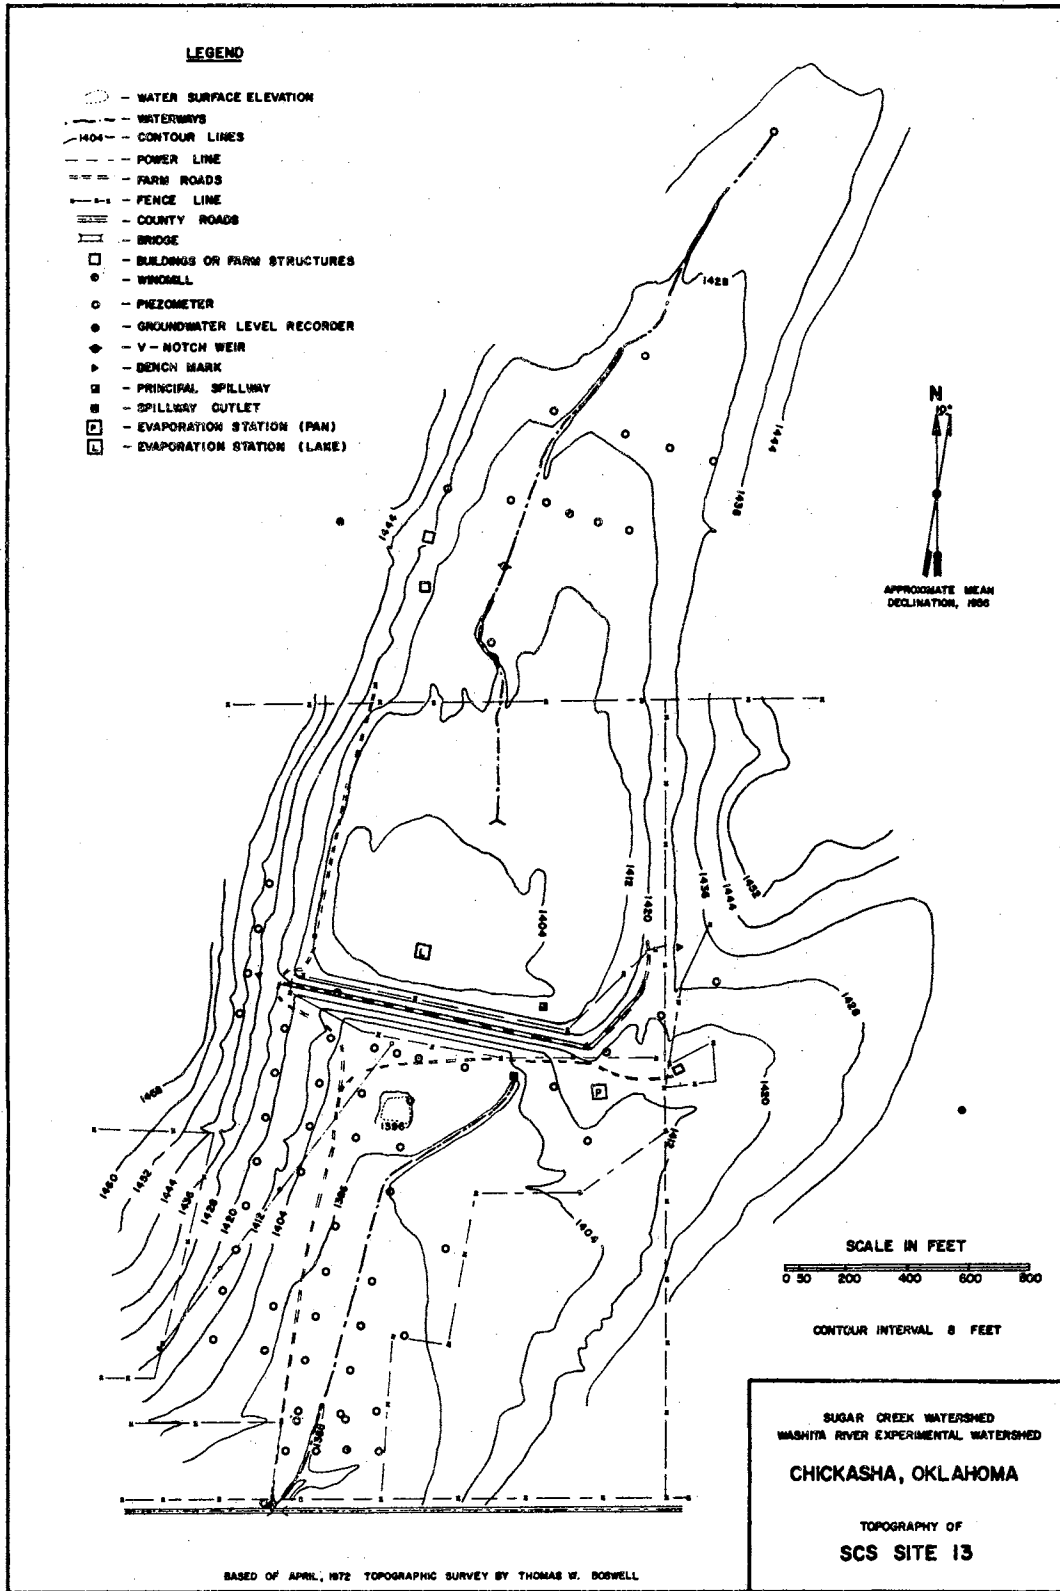 LEGEND
- WATER SURFACE ELEVATION
- WATERWAYS
1404 - CONTOUR LINES
- POWER LINE
- FARM ROADS
- FENCE LINE
- COUNTY ROADS
- BRIDGE
- BUILDINGS OR FARM STRUCTURES
- WINDMILL
- PIEZOMETER
- GROUNDWATER LEVEL RECORDER
- V-NOTCH WEIR
- BENCH MARK
- PRINCIPAL SPILLWAY
- SPILLWAY OUTLET
P - EVAPORATION STATION (PAN)
L - EVAPORATION STATION (LAKE)
1428
1444
1436
1444
N
10°
APPROXIMATE MEAN
DECLINATION, 1956
1412
1420
1404
1436
1444
1452
L
1428
1420
P
1412
1396
1396
1404
1468
1460
1452
1444
1436
1428
1420
1412
1404
1388
SCALE IN FEET
0 50 200 400 600 800
CONTOUR INTERVAL 8 FEET
SUGAR CREEK WATERSHED
WASHITA RIVER EXPERIMENTAL WATERSHED
CHICKASHA, OKLAHOMA
TOPOGRAPHY OF
SCS SITE 13
BASED OF APRIL, 1972 TOPOGRAPHIC SURVEY BY THOMAS W. BOSWELL